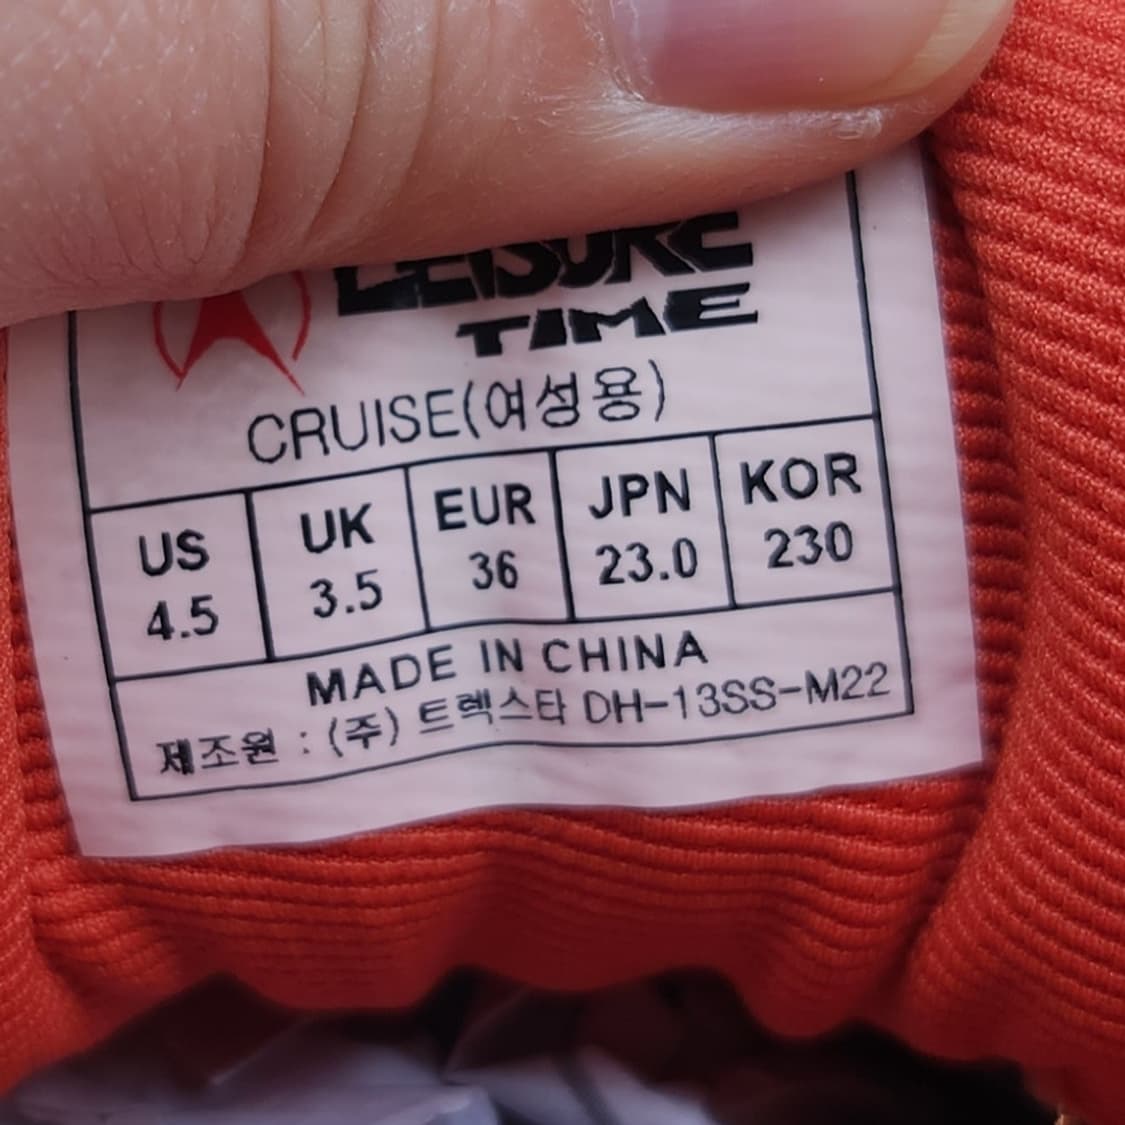 LEISURE
TIME
CRUISE(여성용)
US UK EUR JPN KOR
4.5 3.5 36 23.0 230
MADE IN CHINA
제조원 : (주) 트렉스타 DH-13SS-M22